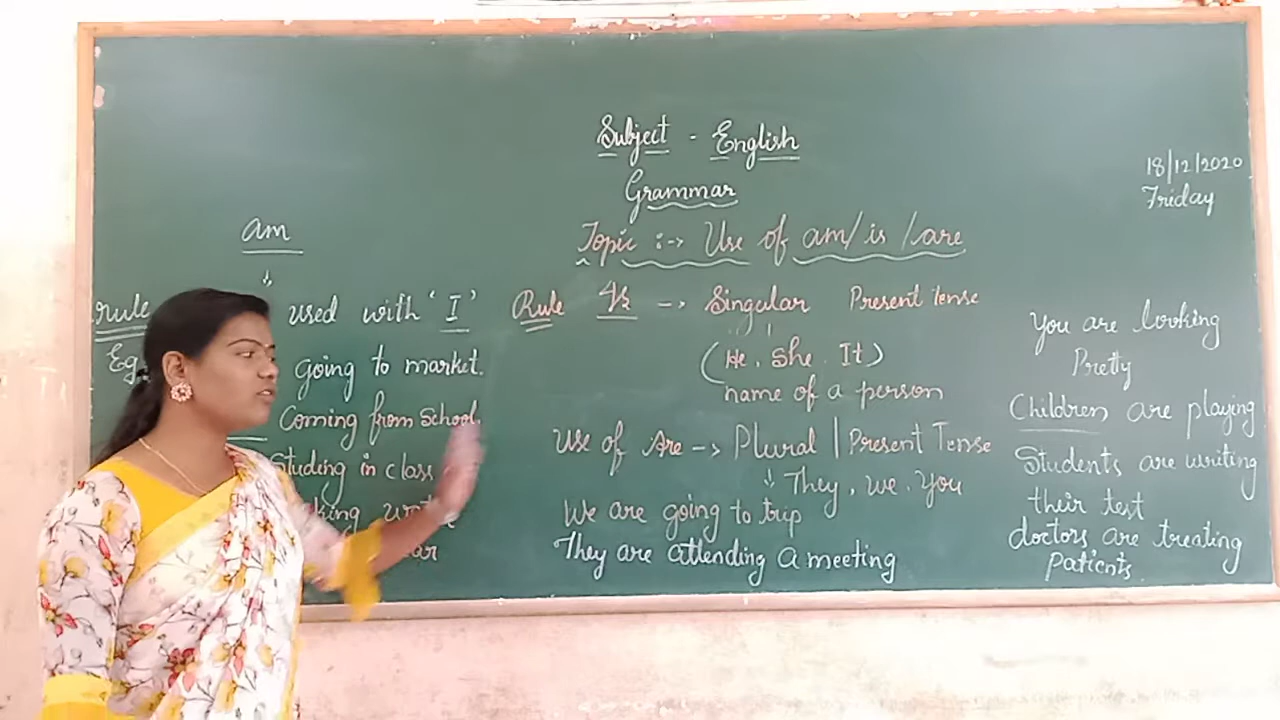 Subject - English
Grammar
18/12/2020
Friday
Topic :-> Use of am/is/are
am
↓
rule used with 'I'
Eg going to market.
Coming from School.
Studing in class
Rule Is -> Singular Present tense
(He, She, It)
name of a person
Use of Are -> Plural | Present Tense
↓ They, we, You
We are going to trip
They are attending a meeting
You are looking
Pretty
Children are playing
Students are writing
their test
doctors are treating
patients